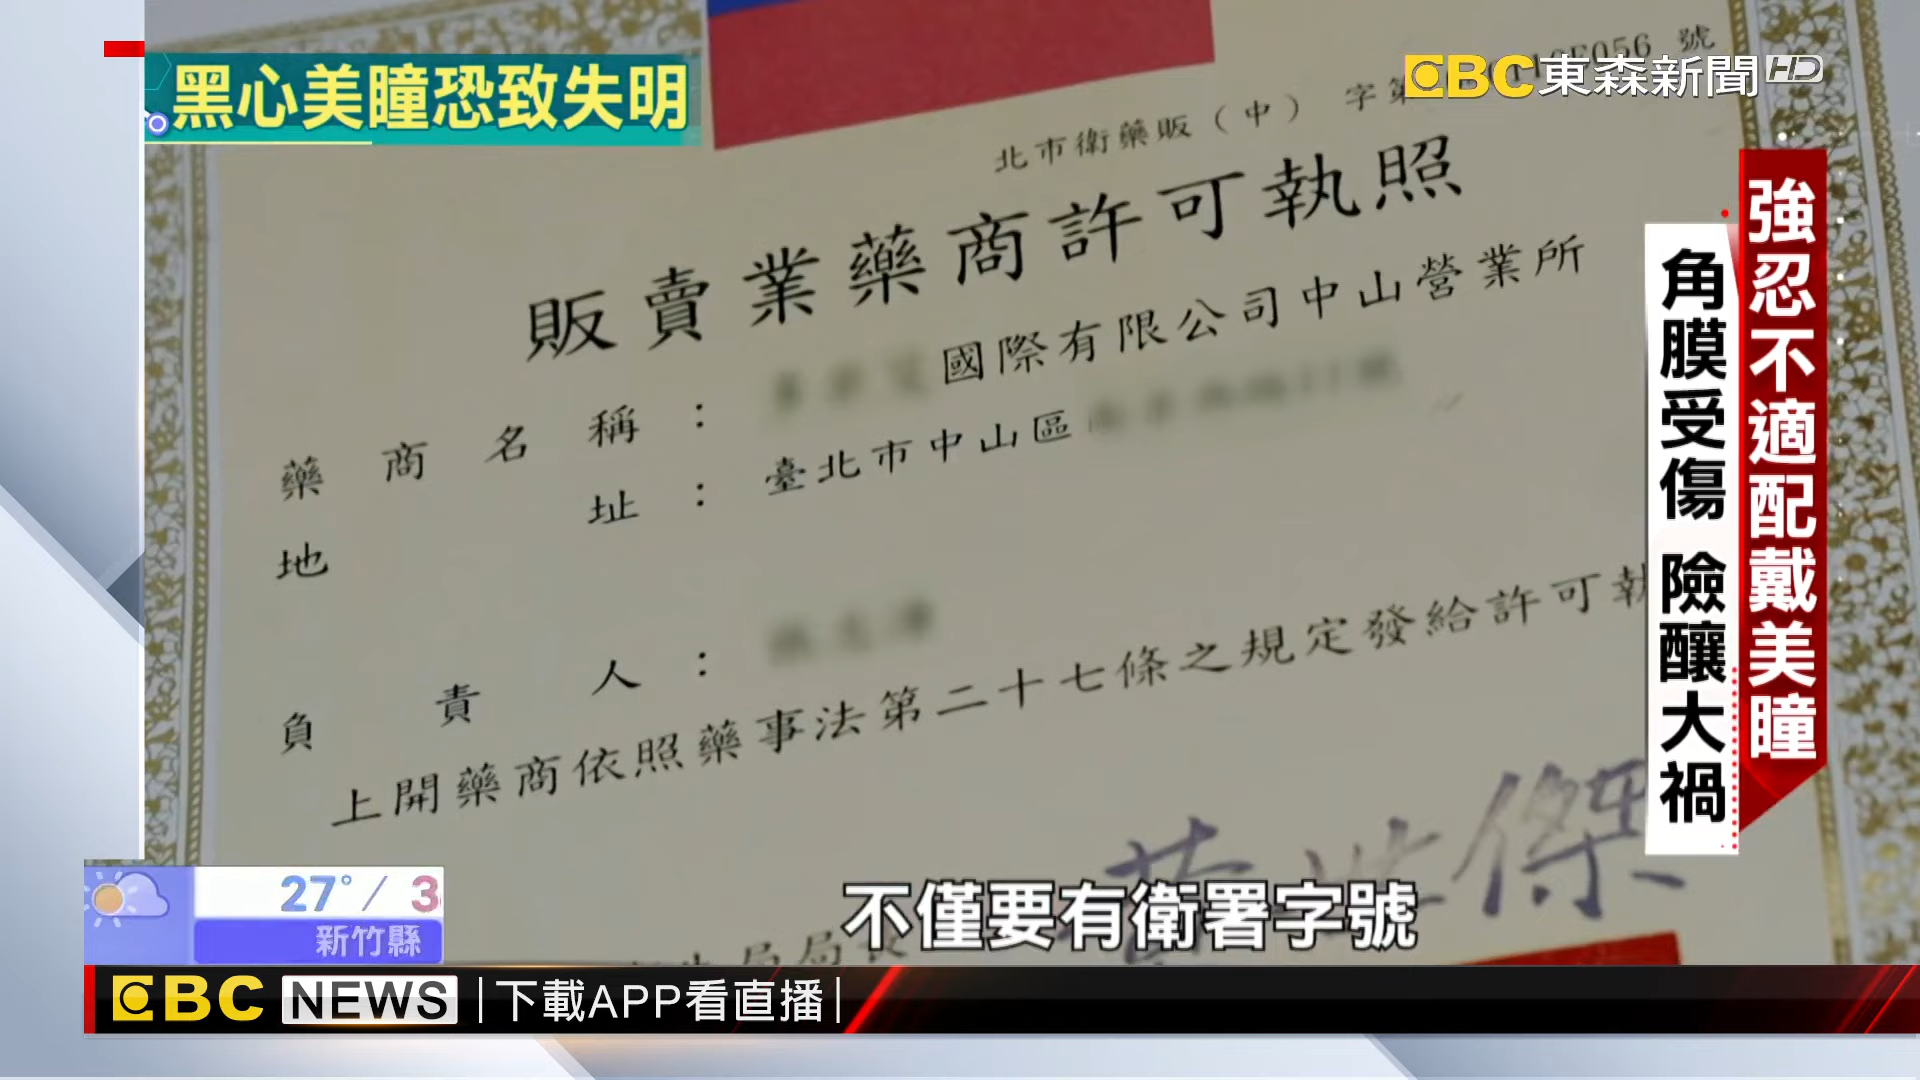 黑心美瞳恐致失明
EBC東森新聞HD
強忍不適配戴美瞳
角膜受傷 險釀大禍
北市衛藥販(中) 字第
號
販賣業藥商許可執照
藥商名稱:
國際有限公司中山營業所
地址:臺北市中山區
負責人:
上開藥商依照藥事法第二十七條之規定發給許可執
不僅要有衛署字號
27°/3
新竹縣
EBC NEWS 下載APP看直播